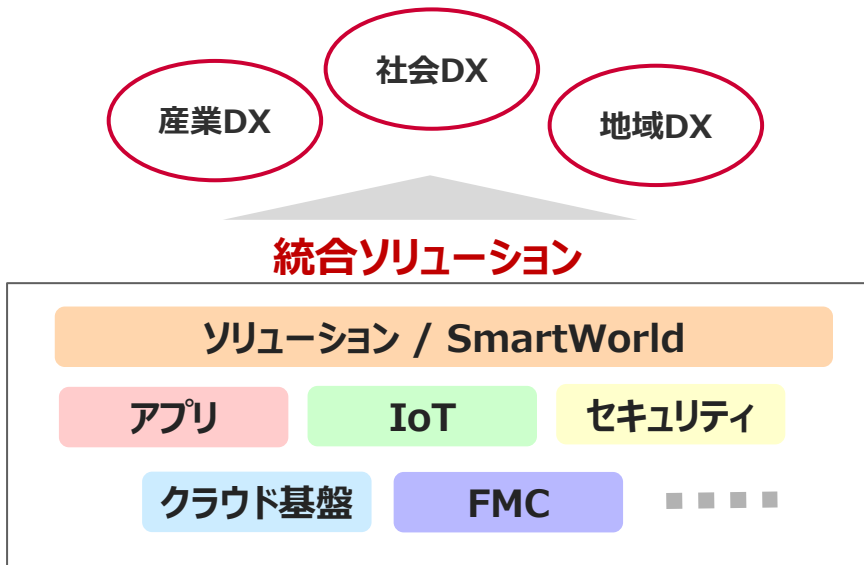 社会DX
産業DX
地域DX
統合ソリューション
ソリューション / SmartWorld
アプリ
IoT
セキュリティ
クラウド基盤
FMC